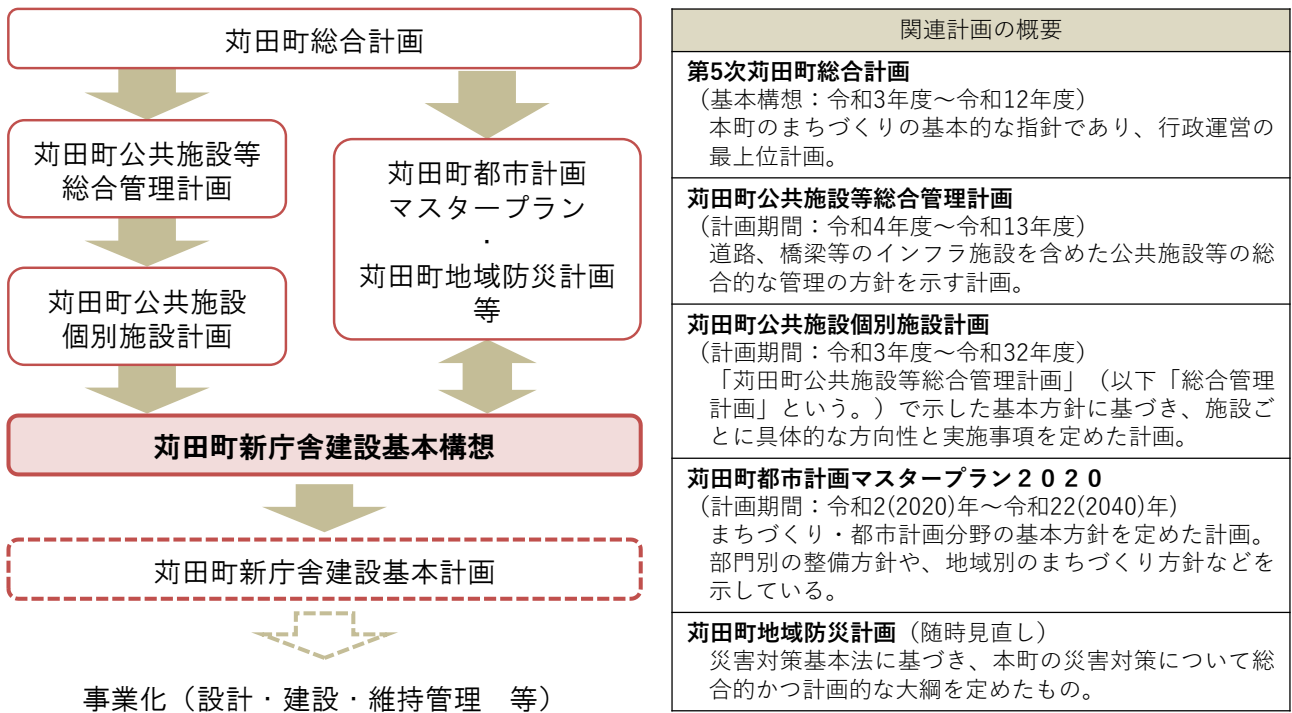 苅田町総合計画
苅田町公共施設等
総合管理計画
苅田町公共施設
個別施設計画
苅田町都市計画
マスタープラン
・
苅田町地域防災計画
等
苅田町新庁舎建設基本構想
苅田町新庁舎建設基本計画
事業化（設計・建設・維持管理　等）
関連計画の概要
第5次苅田町総合計画
（基本構想：令和3年度～令和12年度）
本町のまちづくりの基本的な指針であり、行政運営の
最上位計画。
苅田町公共施設等総合管理計画
（計画期間：令和4年度～令和13年度）
道路、橋梁等のインフラ施設を含めた公共施設等の総
合的な管理の方針を示す計画。
苅田町公共施設個別施設計画
（計画期間：令和3年度～令和32年度）
「苅田町公共施設等総合管理計画」（以下「総合管理
計画」という。）で示した基本方針に基づき、施設ご
とに具体的な方向性と実施事項を定めた計画。
苅田町都市計画マスタープラン２０２０
（計画期間：令和2(2020)年～令和22(2040)年）
まちづくり・都市計画分野の基本方針を定めた計画。
部門別の整備方針や、地域別のまちづくり方針などを
示している。
苅田町地域防災計画（随時見直し）
災害対策基本法に基づき、本町の災害対策について総
合的かつ計画的な大綱を定めたもの。